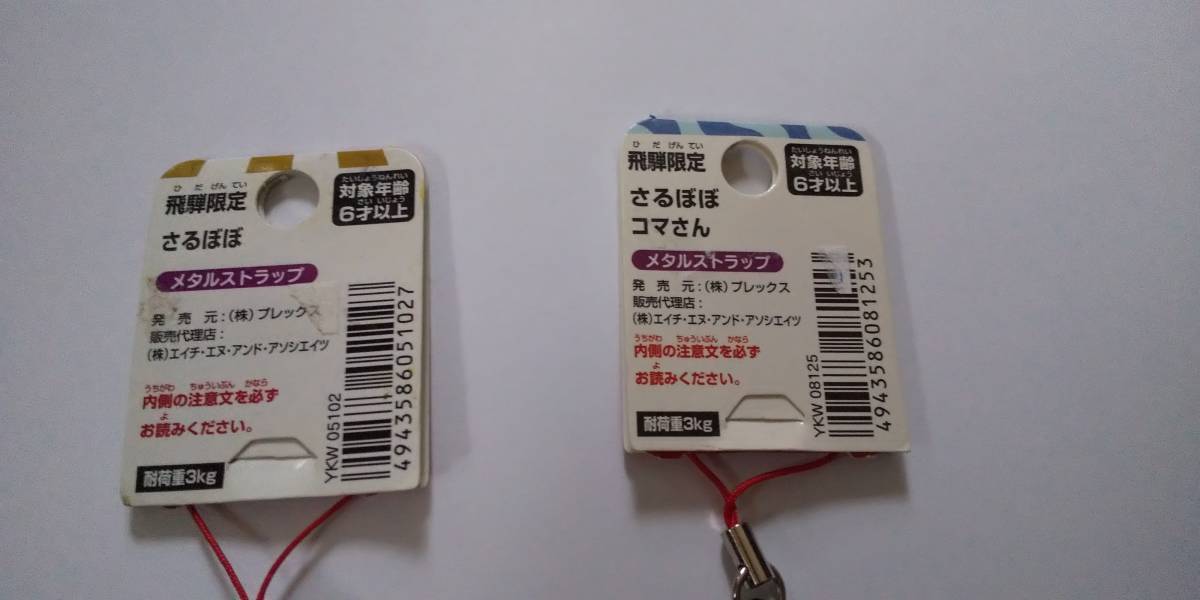 ひだげんてい
飛騨限定
たいしょうねんれい
対象年齢
さいいじょう
6才以上
さるぼぼ
メタルストラップ
発売元:(株)プレックス
販売代理店:
(株)エイチ・エヌ・アンド・アソシエイツ
うちがわ ちゅういぶん かなら
内側の注意文を必ず
よ
お読みください。
耐荷重3kg
YKW 05102
4943586051027
ひだげんてい
飛騨限定
たいしょうねんれい
対象年齢
さいいじょう
6才以上
さるぼぼ
コマさん
メタルストラップ
発売元:(株)プレックス
販売代理店:
(株)エイチ・エヌ・アンド・アソシエイツ
うちがわ ちゅういぶん かなら
内側の注意文を必ず
よ
お読みください。
耐荷重3kg
YKW 08125
4943586081253